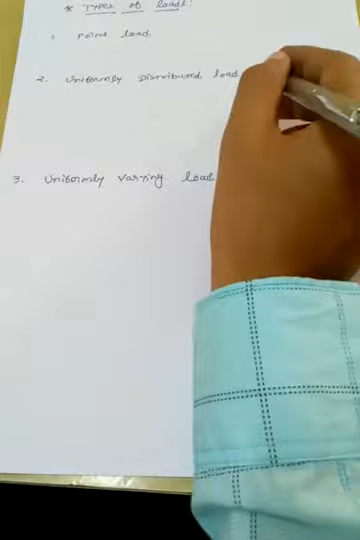 * TYPES of loads:
1. Point load.
2. Uniformly Distributed load
3. Uniformly Varying load.